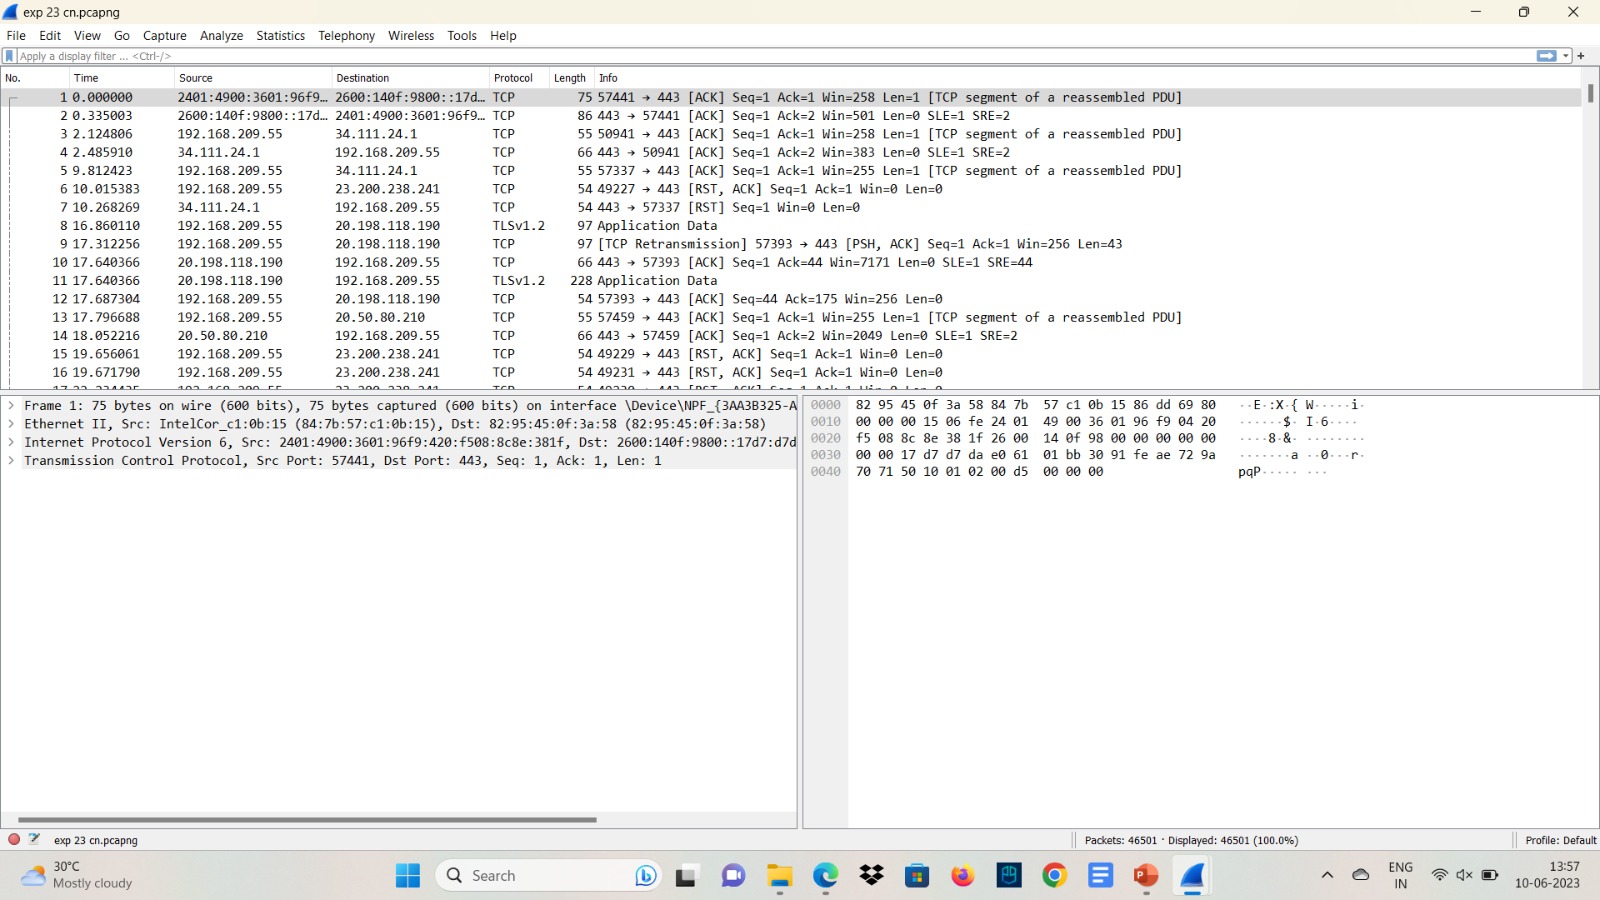 exp 23 cn.pcapng
File Edit View Go Capture Analyze Statistics Telephony Wireless Tools Help
Apply a display filter ... <Ctrl-/>
No. Time Source Destination Protocol Length Info
1 0.000000 2401:4900:3601:96f9… 2600:140f:9800::17d… TCP 75 57441 → 443 [ACK] Seq=1 Ack=1 Win=258 Len=1 [TCP segment of a reassembled PDU]
2 0.335003 2600:140f:9800::17d… 2401:4900:3601:96f9… TCP 86 443 → 57441 [ACK] Seq=1 Ack=2 Win=501 Len=0 SLE=1 SRE=2
3 2.124806 192.168.209.55 34.111.24.1 TCP 55 50941 → 443 [ACK] Seq=1 Ack=1 Win=258 Len=1 [TCP segment of a reassembled PDU]
4 2.485910 34.111.24.1 192.168.209.55 TCP 66 443 → 50941 [ACK] Seq=1 Ack=2 Win=383 Len=0 SLE=1 SRE=2
5 9.812423 192.168.209.55 34.111.24.1 TCP 55 57337 → 443 [ACK] Seq=1 Ack=1 Win=255 Len=1 [TCP segment of a reassembled PDU]
6 10.015383 192.168.209.55 23.200.238.241 TCP 54 49227 → 443 [RST, ACK] Seq=1 Ack=1 Win=0 Len=0
7 10.268269 34.111.24.1 192.168.209.55 TCP 54 443 → 57337 [RST] Seq=1 Win=0 Len=0
8 16.860110 192.168.209.55 20.198.118.190 TLSv1.2 97 Application Data
9 17.312256 192.168.209.55 20.198.118.190 TCP 97 [TCP Retransmission] 57393 → 443 [PSH, ACK] Seq=1 Ack=1 Win=256 Len=43
10 17.640366 20.198.118.190 192.168.209.55 TCP 66 443 → 57393 [ACK] Seq=1 Ack=44 Win=7171 Len=0 SLE=1 SRE=44
11 17.640366 20.198.118.190 192.168.209.55 TLSv1.2 228 Application Data
12 17.687304 192.168.209.55 20.198.118.190 TCP 54 57393 → 443 [ACK] Seq=44 Ack=175 Win=256 Len=0
13 17.796688 192.168.209.55 20.50.80.210 TCP 55 57459 → 443 [ACK] Seq=1 Ack=1 Win=255 Len=1 [TCP segment of a reassembled PDU]
14 18.052216 20.50.80.210 192.168.209.55 TCP 66 443 → 57459 [ACK] Seq=1 Ack=2 Win=2049 Len=0 SLE=1 SRE=2
15 19.656061 192.168.209.55 23.200.238.241 TCP 54 49229 → 443 [RST, ACK] Seq=1 Ack=1 Win=0 Len=0
16 19.671790 192.168.209.55 23.200.238.241 TCP 54 49231 → 443 [RST, ACK] Seq=1 Ack=1 Win=0 Len=0
Frame 1: 75 bytes on wire (600 bits), 75 bytes captured (600 bits) on interface \Device\NPF_{3AA3B325-A
Ethernet II, Src: IntelCor_c1:0b:15 (84:7b:57:c1:0b:15), Dst: 82:95:45:0f:3a:58 (82:95:45:0f:3a:58)
Internet Protocol Version 6, Src: 2401:4900:3601:96f9:420:f508:8c8e:381f, Dst: 2600:140f:9800::17d7:d7d
Transmission Control Protocol, Src Port: 57441, Dst Port: 443, Seq: 1, Ack: 1, Len: 1
0000 82 95 45 0f 3a 58 84 7b 57 c1 0b 15 86 dd 69 80 ··E·:X·{ W·····i·
0010 00 00 00 15 06 fe 24 01 49 00 36 01 96 f9 04 20 ······$· I·6····
0020 f5 08 8c 8e 38 1f 26 00 14 0f 98 00 00 00 00 00 ····8·&· ········
0030 00 00 17 d7 d7 da e0 61 01 bb 30 91 fe ae 72 9a ·······a ··0···r·
0040 70 71 50 10 01 02 00 d5 00 00 00 pqP····· ···
exp 23 cn.pcapng
Packets: 46501 · Displayed: 46501 (100.0%)
Profile: Default
30°C
Mostly cloudy
Search
ENG
IN
13:57
10-06-2023